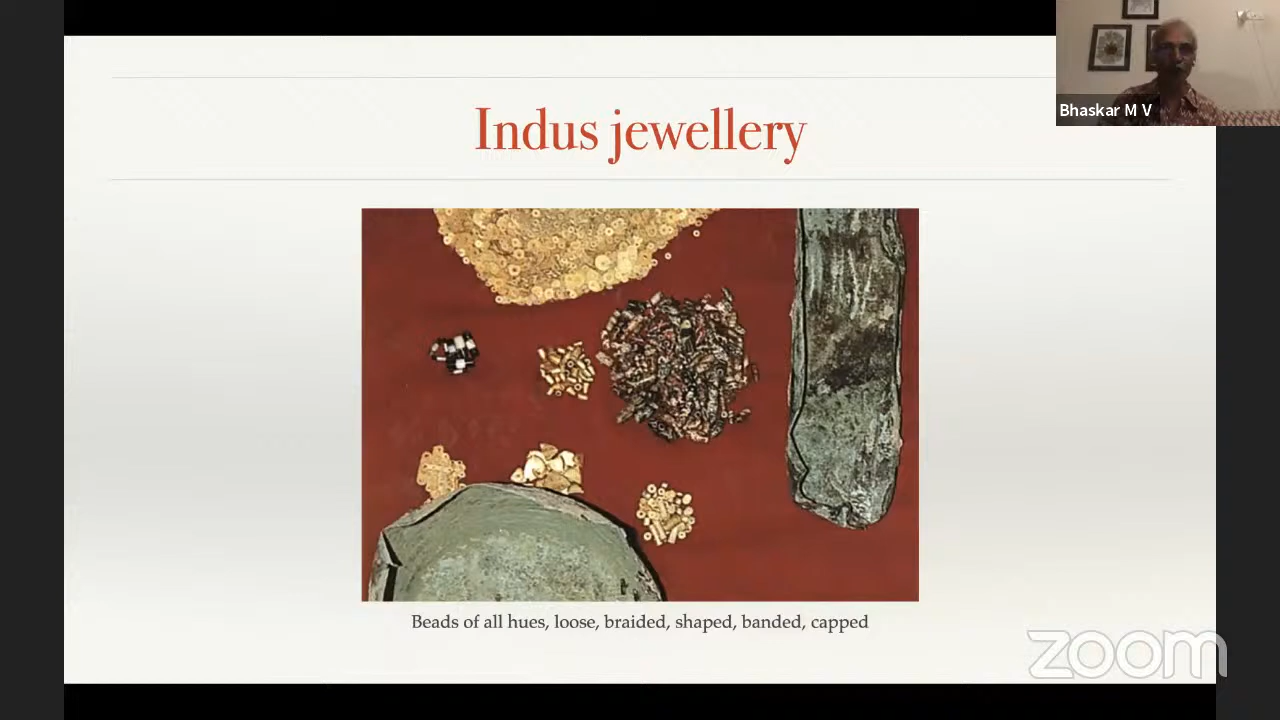 Bhaskar M V
Indus jewellery
Beads of all hues, loose, braided, shaped, banded, capped
zoom